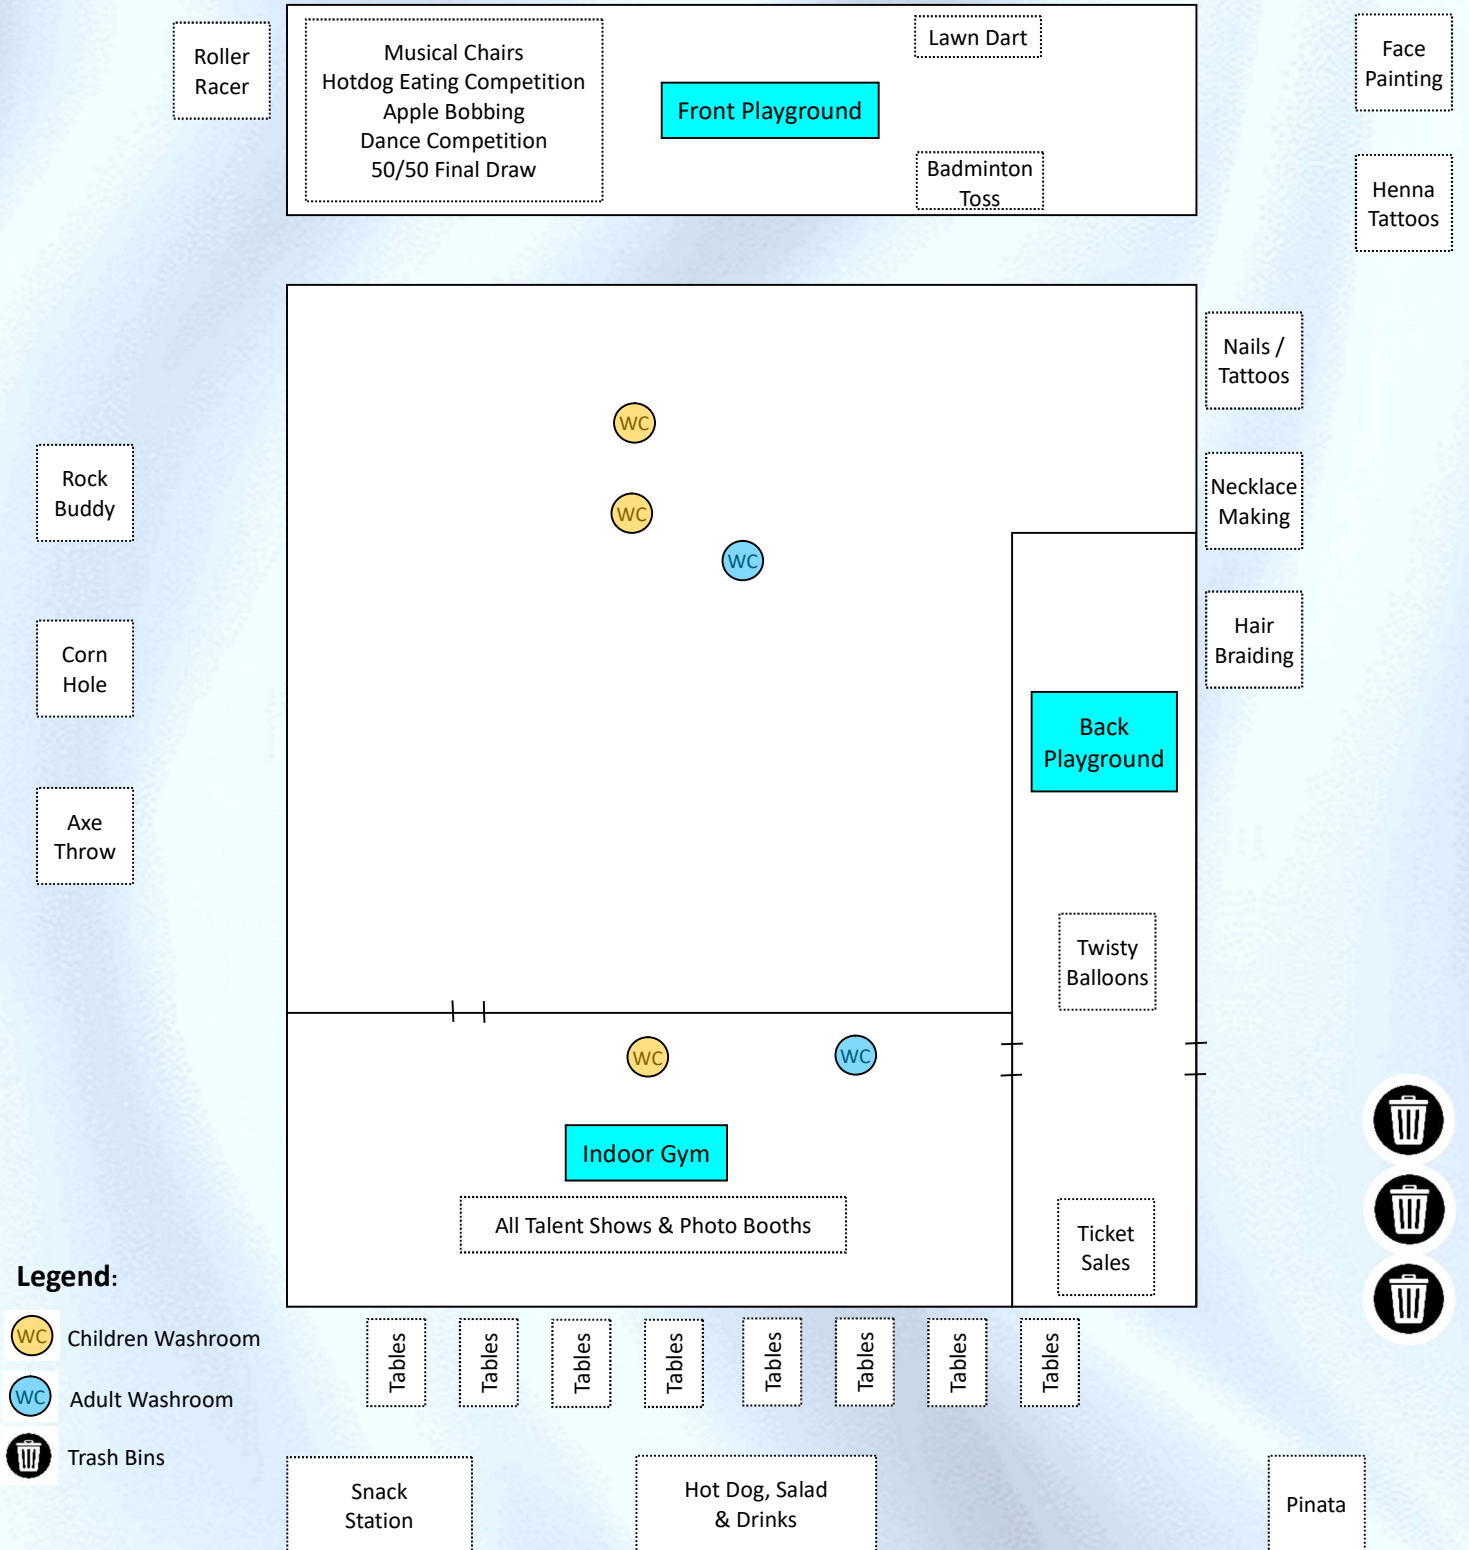 Roller
Racer
Musical Chairs
Hotdog Eating Competition
Apple Bobbing
Dance Competition
50/50 Final Draw
Front Playground
Lawn Dart
Badminton
Toss
Face
Painting
Henna
Tattoos
Nails /
Tattoos
WC
Rock
Buddy
Necklace
Making
WC
WC
Corn
Hole
Hair
Braiding
Back
Playground
Axe
Throw
Twisty
Balloons
WC
WC
Indoor Gym
All Talent Shows & Photo Booths
Ticket
Sales
Legend:
WC Children Washroom
WC Adult Washroom
Trash Bins
Tables
Tables
Tables
Tables
Tables
Tables
Tables
Tables
Snack
Station
Hot Dog, Salad
& Drinks
Pinata